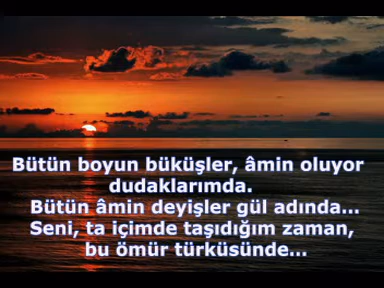 Bütün boyun büküşler, âmin oluyor
dudaklarımda.
Bütün âmin deyişler gül adında...
Seni, ta içimde taşıdığım zaman,
bu ömür türküsünde...